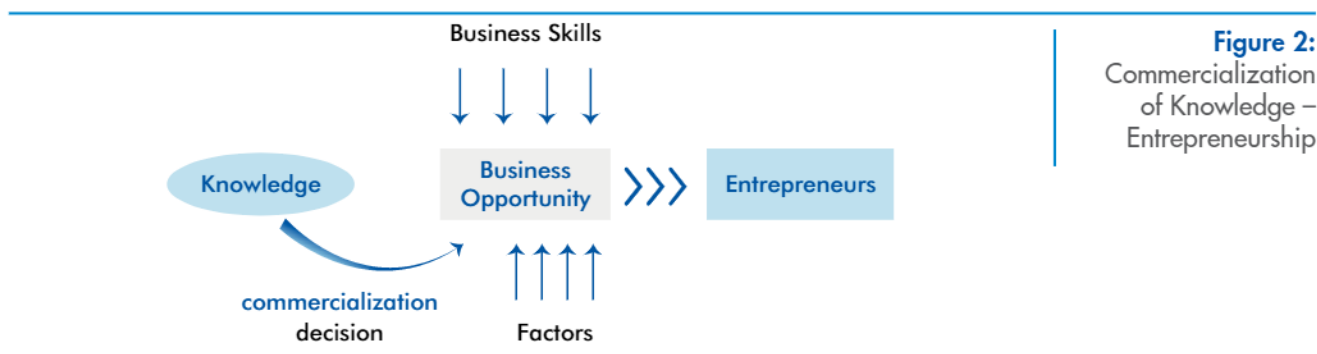 Business Skills
Figure 2:
Commercialization
of Knowledge –
Entrepreneurship
Knowledge
Business
Opportunity
Entrepreneurs
commercialization
decision
Factors